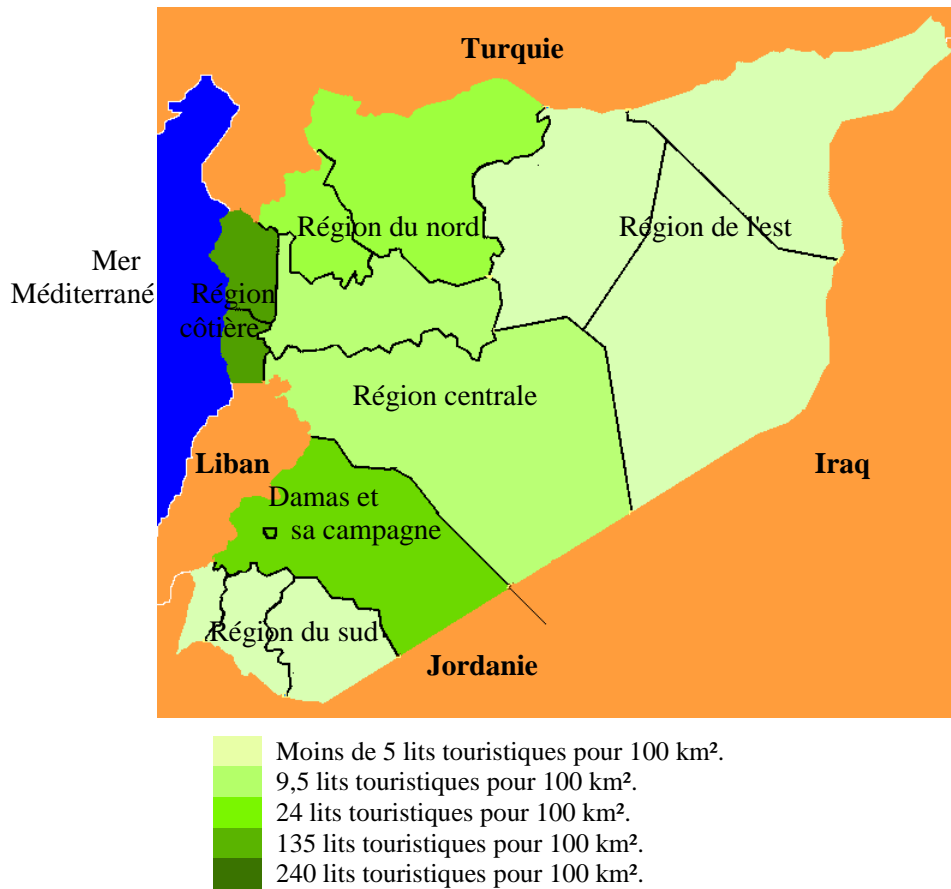 Turquie
Région du nord
Région de l'est
Mer
Méditerrané
Région
côtière
Région centrale
Liban
Iraq
Damas et
sa campagne
Région du sud
Jordanie
Moins de 5 lits touristiques pour 100 km².
9,5 lits touristiques pour 100 km².
24 lits touristiques pour 100 km².
135 lits touristiques pour 100 km².
240 lits touristiques pour 100 km².